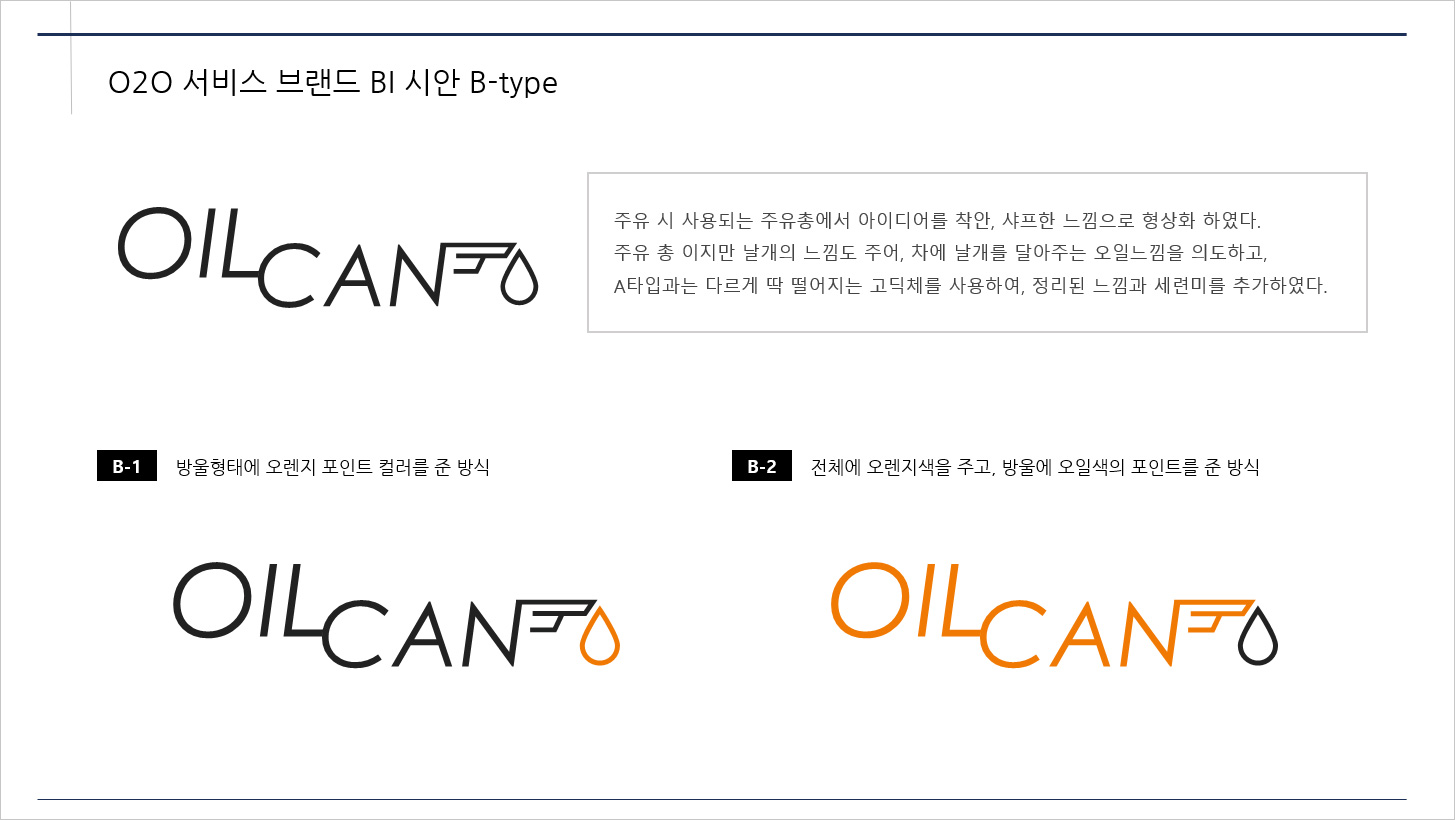 O2O 서비스 브랜드 BI 시안 B-type
OILCAN
주유 시 사용되는 주유총에서 아이디어를 착안, 샤프한 느낌으로 형상화 하였다.
주유 총 이지만 날개의 느낌도 주어, 차에 날개를 달아주는 오일느낌을 의도하고,
A타입과는 다르게 딱 떨어지는 고딕체를 사용하여, 정리된 느낌과 세련미를 추가하였다.
B-1 방울형태에 오렌지 포인트 컬러를 준 방식
OILCAN
B-2 전체에 오렌지색을 주고, 방울에 오일색의 포인트를 준 방식
OILCAN